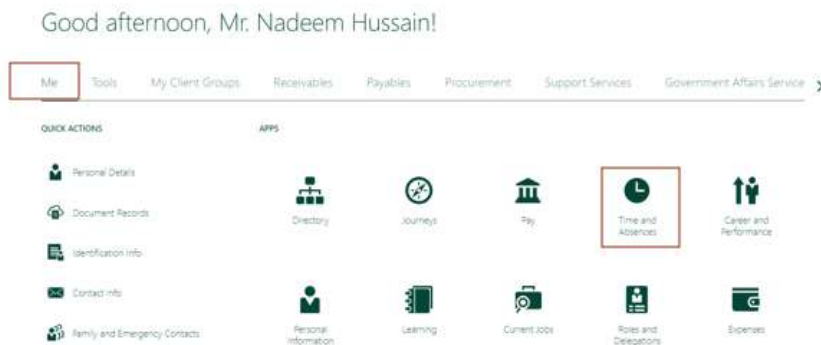 Good afternoon, Mr. Nadeem Hussain!
Me Tools My Client Groups Receivables Payables Procurement Support Services Government Affairs Service
QUICK ACTIONS APPS
Personal Details
Document Records
Identification Info
Contact Info
Family and Emergency Contacts
Directory Journeys Pay Time and Absences Career and Performance
Personal Information Learning Current Jobs Roles and Delegations Expenses